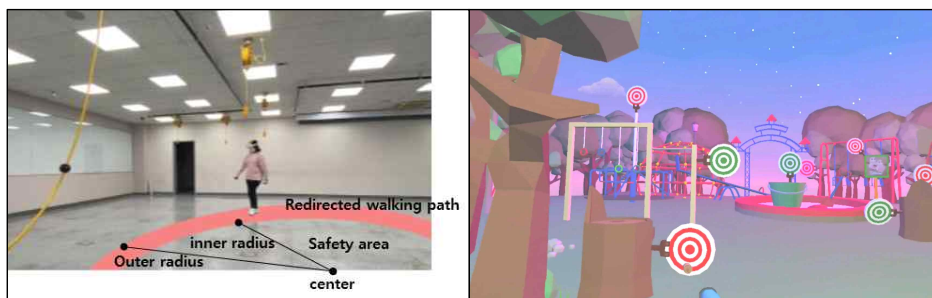 Redirected walking path
inner radius
Safety area
Outer radius
center